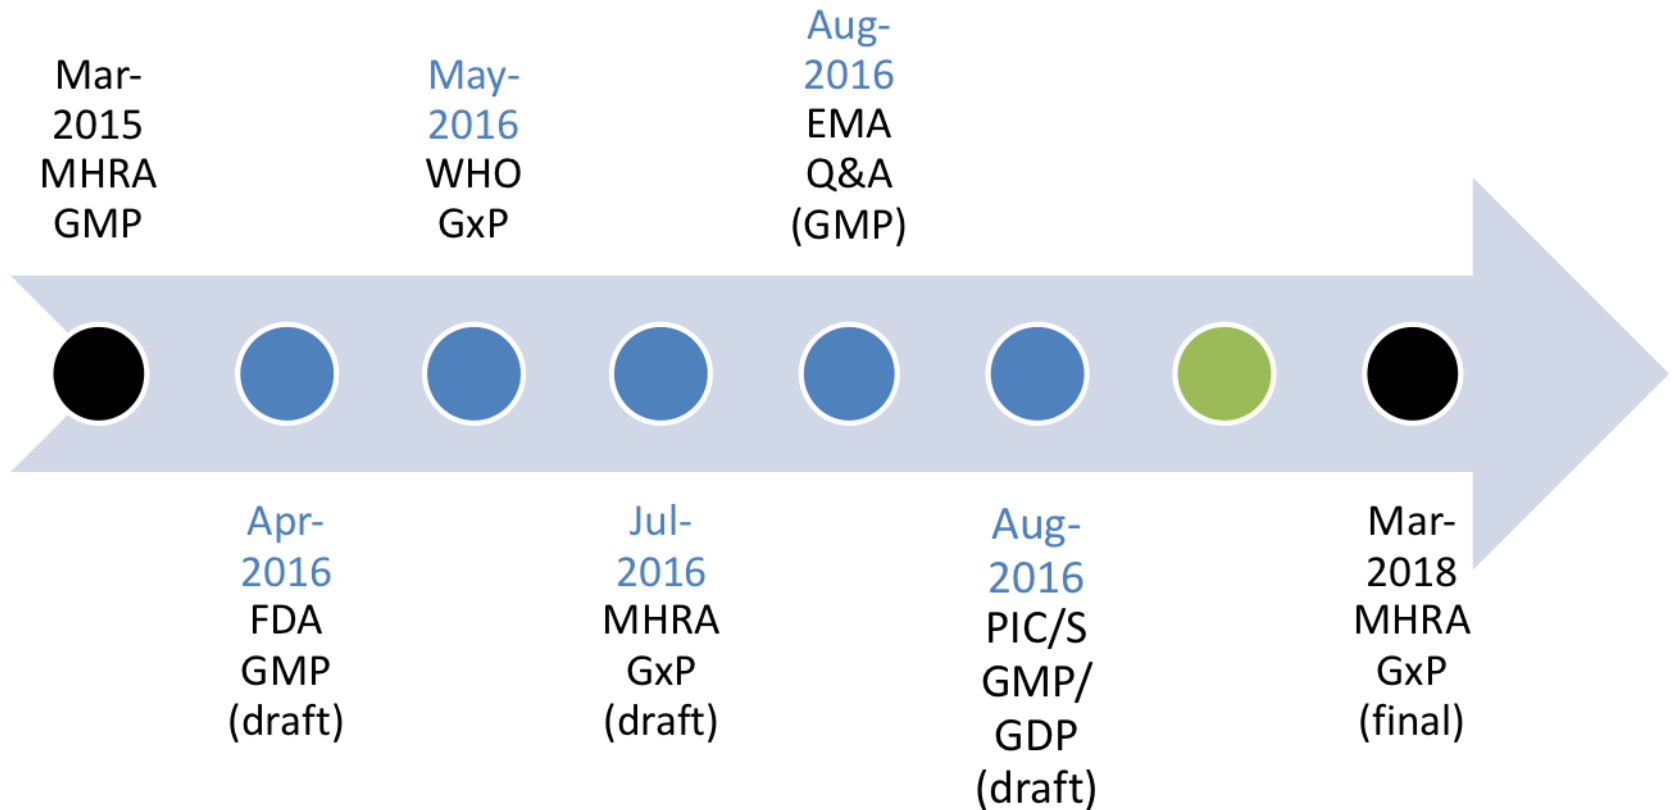 Mar-
2015
MHRA
GMP
May-
2016
WHO
GxP
Aug-
2016
EMA
Q&A
(GMP)
Apr-
2016
FDA
GMP
(draft)
Jul-
2016
MHRA
GxP
(draft)
Aug-
2016
PIC/S
GMP/
GDP
(draft)
Mar-
2018
MHRA
GxP
(final)